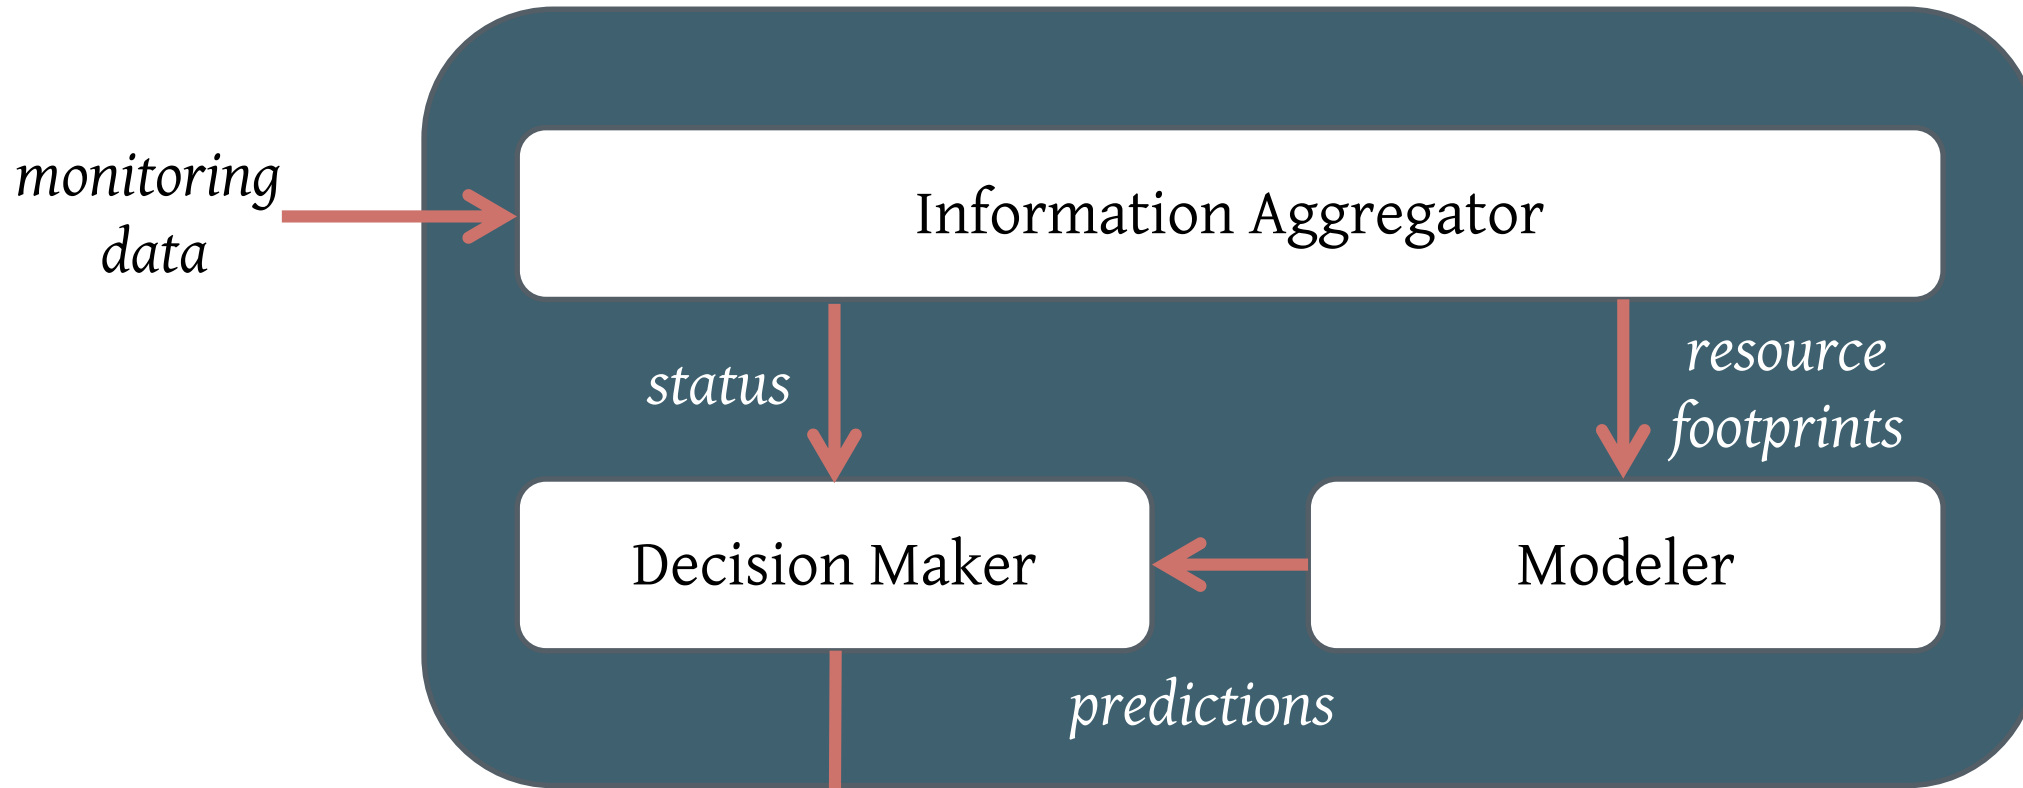 monitoring
data
Information Aggregator
status
resource
footprints
Decision Maker
Modeler
predictions